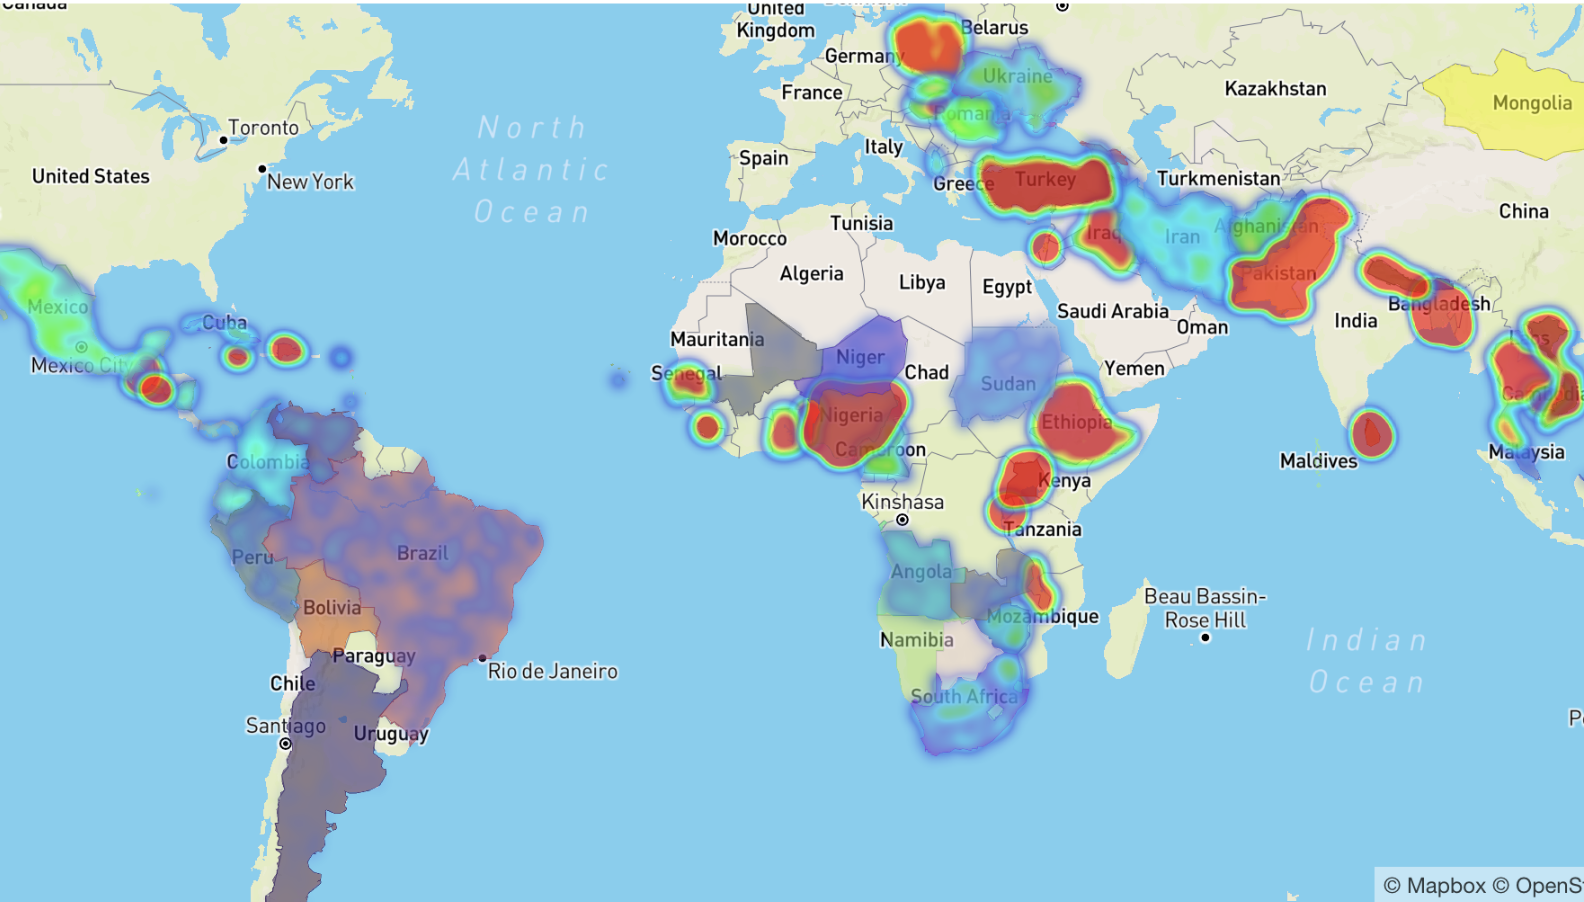 Canada
United
Kingdom
Belarus
Germany
Ukraine
Kazakhstan
Mongolia
France
Romania
Toronto
North
Atlantic
Ocean
Italy
Spain
United States
New York
Greece
Turkey
Turkmenistan
China
Tunisia
Morocco
Iraq
Iran
Afghanistan
Algeria
Libya
Egypt
Pakistan
Mexico
Cuba
Saudi Arabia
Bangladesh
Oman
India
Mauritania
Laos
Mexico City
Niger
Senegal
Chad
Yemen
Sudan
Cambodia
Nigeria
Ethiopia
Cameroon
Colombia
Maldives
Malaysia
Kenya
Kinshasa
Tanzania
Peru
Brazil
Angola
Bolivia
Mozambique
Beau Bassin-
Rose Hill
Namibia
Indian
Ocean
Paraguay
Rio de Janeiro
Chile
South Africa
Santiago
Uruguay
© Mapbox © OpenSt